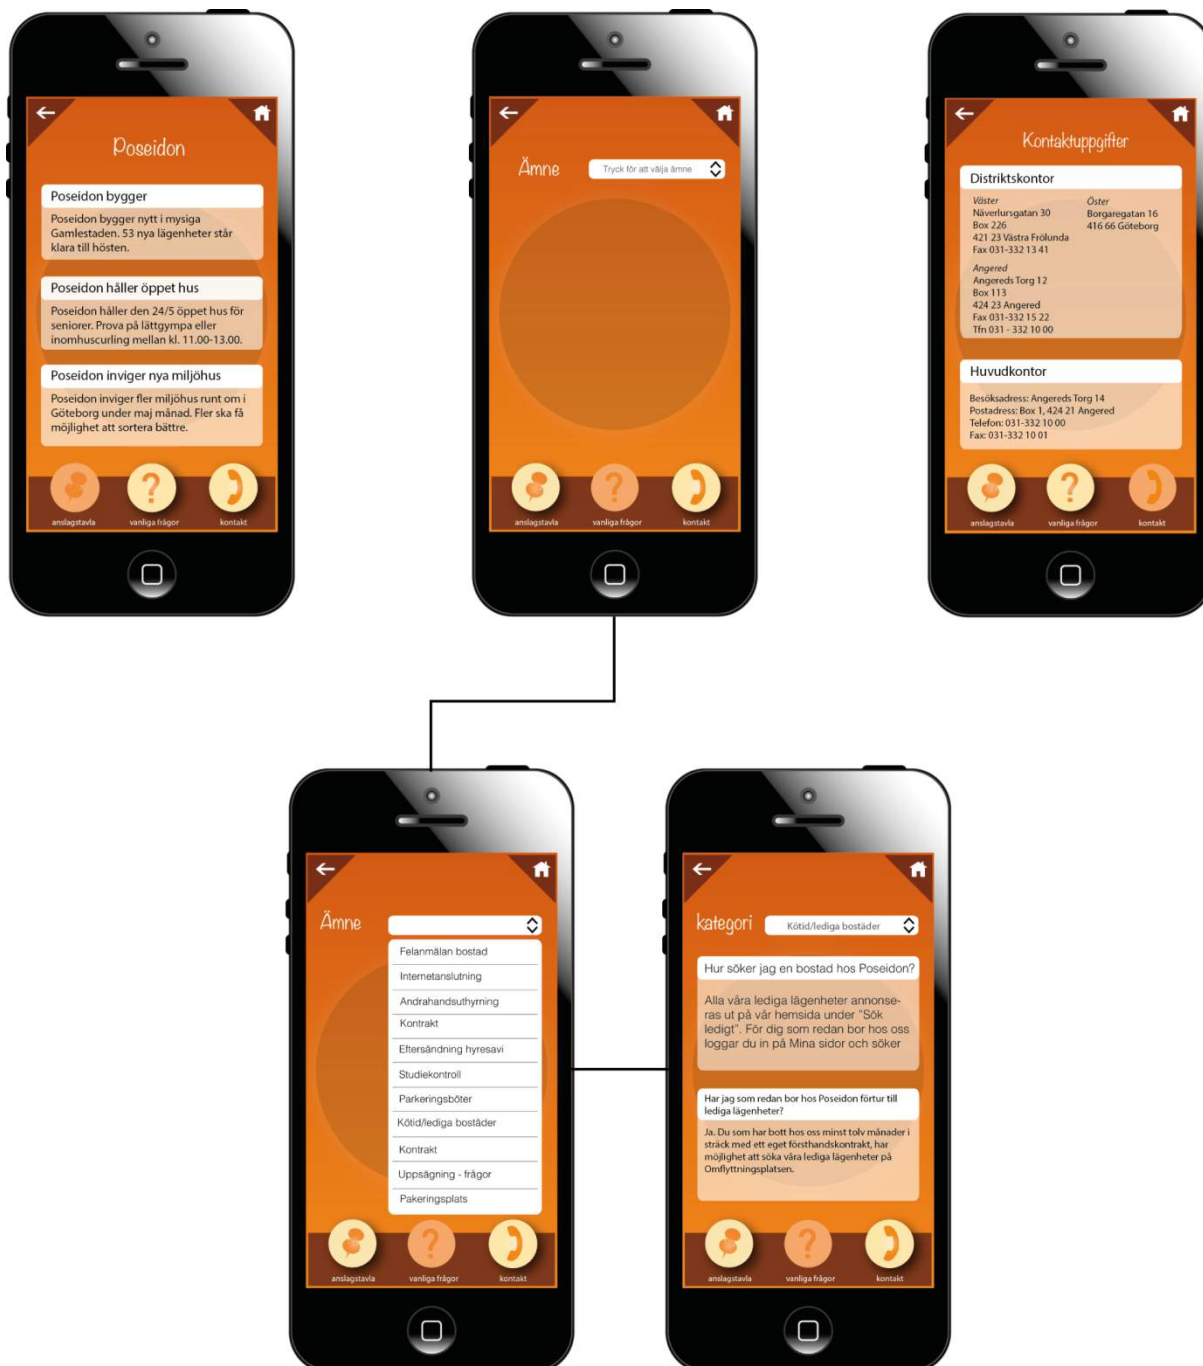 Poseidon
Poseidon bygger
Poseidon bygger nytt i mysiga
Gamlestaden. 53 nya lägenheter står
klara till hösten.
Poseidon håller öppet hus
Poseidon håller den 24/5 öppet hus för
seniorer. Prova på lättgympa eller
inomhuscurling mellan kl. 11.00-13.00.
Poseidon inviger nya miljöhus
Poseidon inviger fler miljöhus runt om i
Göteborg under maj månad. Fler ska få
möjlighet att sortera bättre.
anslagstavla
vanliga frågor
kontakt
Ämne
Tryck för att välja ämne
anslagstavla
vanliga frågor
kontakt
Kontaktuppgifter
Distriktskontor
Väster
Näverlursgatan 30
Box 226
421 23 Västra Frölunda
Fax 031-332 13 41
Öster
Borgaregatan 16
416 66 Göteborg
Angered
Angereds Torg 12
Box 113
424 23 Angered
Fax 031-332 15 22
Tfn 031 - 332 10 00
Huvudkontor
Besöksadress: Angereds Torg 14
Postadress: Box 1, 424 21 Angered
Telefon: 031-332 10 00
Fax: 031-332 10 01
anslagstavla
vanliga frågor
kontakt
Ämne
Felanmälan bostad
Internetanslutning
Andrahandsuthyrning
Kontrakt
Eftersändning hyresavi
Studiekontroll
Parkeringsböter
Kötid/lediga bostäder
Kontrakt
Uppsägning - frågor
Pakeringsplats
anslagstavla
vanliga frågor
kontakt
kategori
Kötid/lediga bostäder
Hur söker jag en bostad hos Poseidon?
Alla våra lediga lägenheter annonse-
ras ut på vår hemsida under "Sök
ledigt". För dig som redan bor hos oss
loggar du in på Mina sidor och söker
Har jag som redan bor hos Poseidon förtur till
lediga lägenheter?
Ja. Du som har bott hos oss minst tolv månader i
sträck med ett eget förstahandskontrakt, har
möjlighet att söka våra lediga lägenheter på
Omflyttningsplatsen.
anslagstavla
vanliga frågor
kontakt